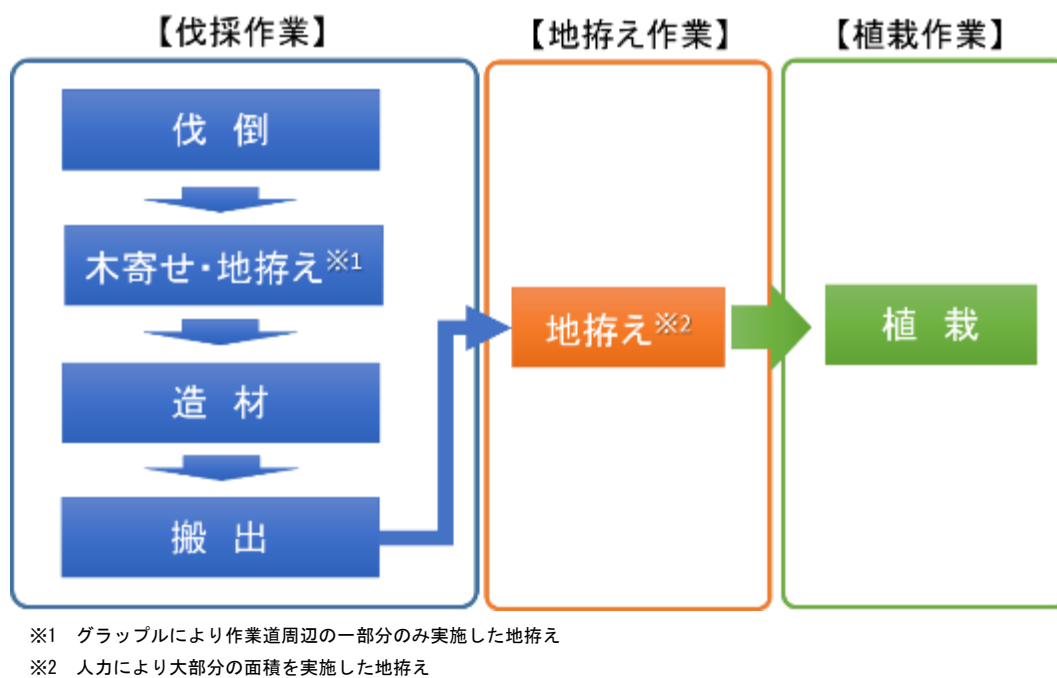 【伐採作業】
【地拵え作業】
【植栽作業】
伐 倒
木寄せ・地拵え※1
造 材
搬 出
地拵え※2
植 栽
※1 グラップルにより作業道周辺の一部分のみ実施した地拵え
※2 人力により大部分の面積を実施した地拵え